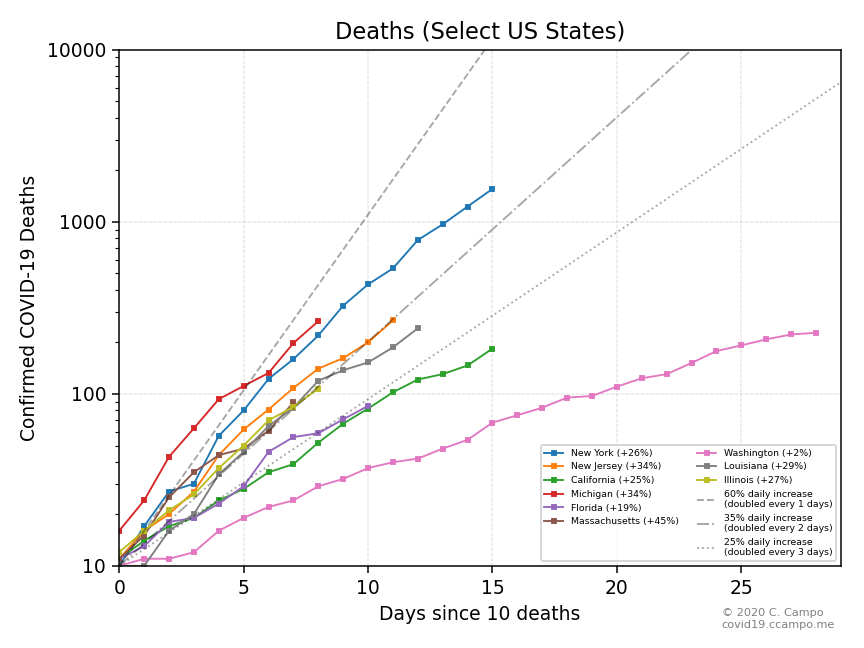 Deaths (Select US States)
Confirmed COVID-19 Deaths
10000
1000
100
10
0
5
10
15
20
25
Days since 10 deaths
New York (+26%)
New Jersey (+34%)
California (+25%)
Michigan (+34%)
Florida (+19%)
Massachusetts (+45%)
Washington (+2%)
Louisiana (+29%)
Illinois (+27%)
60% daily increase
(doubled every 1 days)
35% daily increase
(doubled every 2 days)
25% daily increase
(doubled every 3 days)
© 2020 C. Campo
covid19.ccampo.me